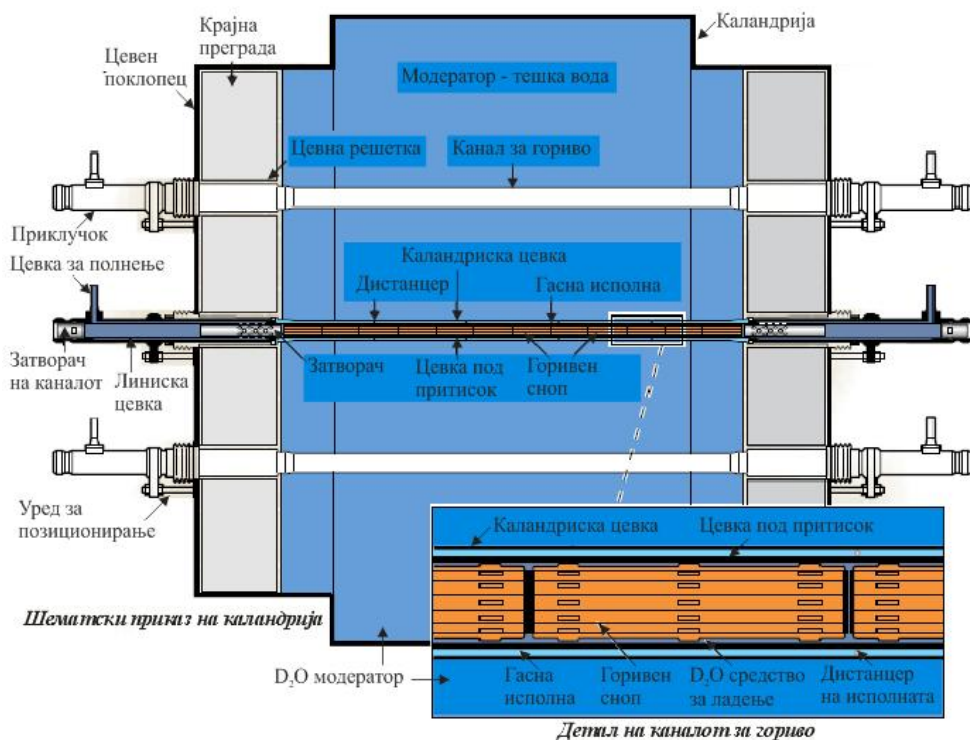 Крајна
преграда
Каландрија
Цевен
поклопец
Модератор - тешка вода
Цевна решетка
Канал за гориво
Приклучок
Цевка за полнење
Каландриска цевка
Дистанцер
Гасна исполна
Затворач
на каналот
Линиска
цевка
Затворач
Цевка под
притисок
Горивен
сноп
Уред за
позиционирање
Каландриска цевка
Цевка под притисок
Шематски приказ на каландрија
D₂O модератор
Гасна
исполна
Горивен
сноп
D₂O средство
за ладење
Дистанцер
на исполната
Детал на каналот за гориво